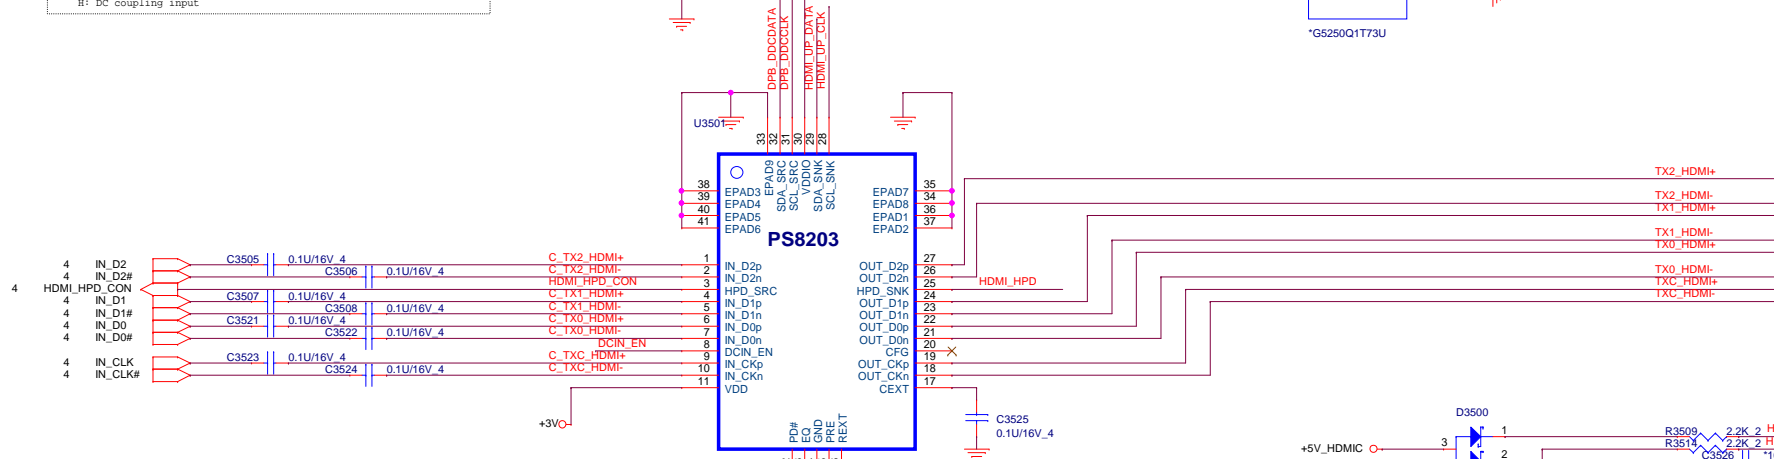 H: DC coupling input
*G5250Q1T73U
DPB_DDCDATA
DPB_DDCCLK
HDMI_UP_DATA
HDMI_UP_CLK
U3501
33
32
31
30
29
28
EPAD9
SDA_SRC
SCL_SRC
VDDIO
SDA_SNK
SCL_SNK
38 EPAD3
39 EPAD4
40 EPAD5
41 EPAD6
EPAD7 35
EPAD8 34
EPAD1 36
EPAD2 37
PS8203
TX2_HDMI+
TX2_HDMI-
TX1_HDMI+
TX1_HDMI-
TX0_HDMI+
TX0_HDMI-
TXC_HDMI+
TXC_HDMI-
4 IN_D2 C3505 0.1U/16V_4 C_TX2_HDMI+ 1 IN_D2p
4 IN_D2# C3506 0.1U/16V_4 C_TX2_HDMI- 2 IN_D2n
4 HDMI_HPD_CON HDMI_HPD_CON 3 HPD_SRC
4 IN_D1 C3507 0.1U/16V_4 C_TX1_HDMI+ 4 IN_D1p
4 IN_D1# C3508 0.1U/16V_4 C_TX1_HDMI- 5 IN_D1n
4 IN_D0 C3521 0.1U/16V_4 C_TX0_HDMI+ 6 IN_D0p
4 IN_D0# C3522 0.1U/16V_4 C_TX0_HDMI- 7 IN_D0n
DCIN_EN 8 DCIN_EN
4 IN_CLK C3523 0.1U/16V_4 C_TXC_HDMI+ 9 IN_CKp
4 IN_CLK# C3524 0.1U/16V_4 C_TXC_HDMI- 10 IN_CKn
11 VDD
+3V
OUT_D2p 27
OUT_D2n 26
HPD_SNK 25 HDMI_HPD
OUT_D1p 24
OUT_D1n 23
OUT_D0p 22
OUT_D0n 21
CFG 20
OUT_CKp 19
OUT_CKn 18
CEXT 17
PD#
EQ
GND
PRE
REXT
C3525
0.1U/16V_4
D3500
+5V_HDMIC 3 1 R3509 2.2K_2 H
2 R3514 2.2K_2 H
C3526